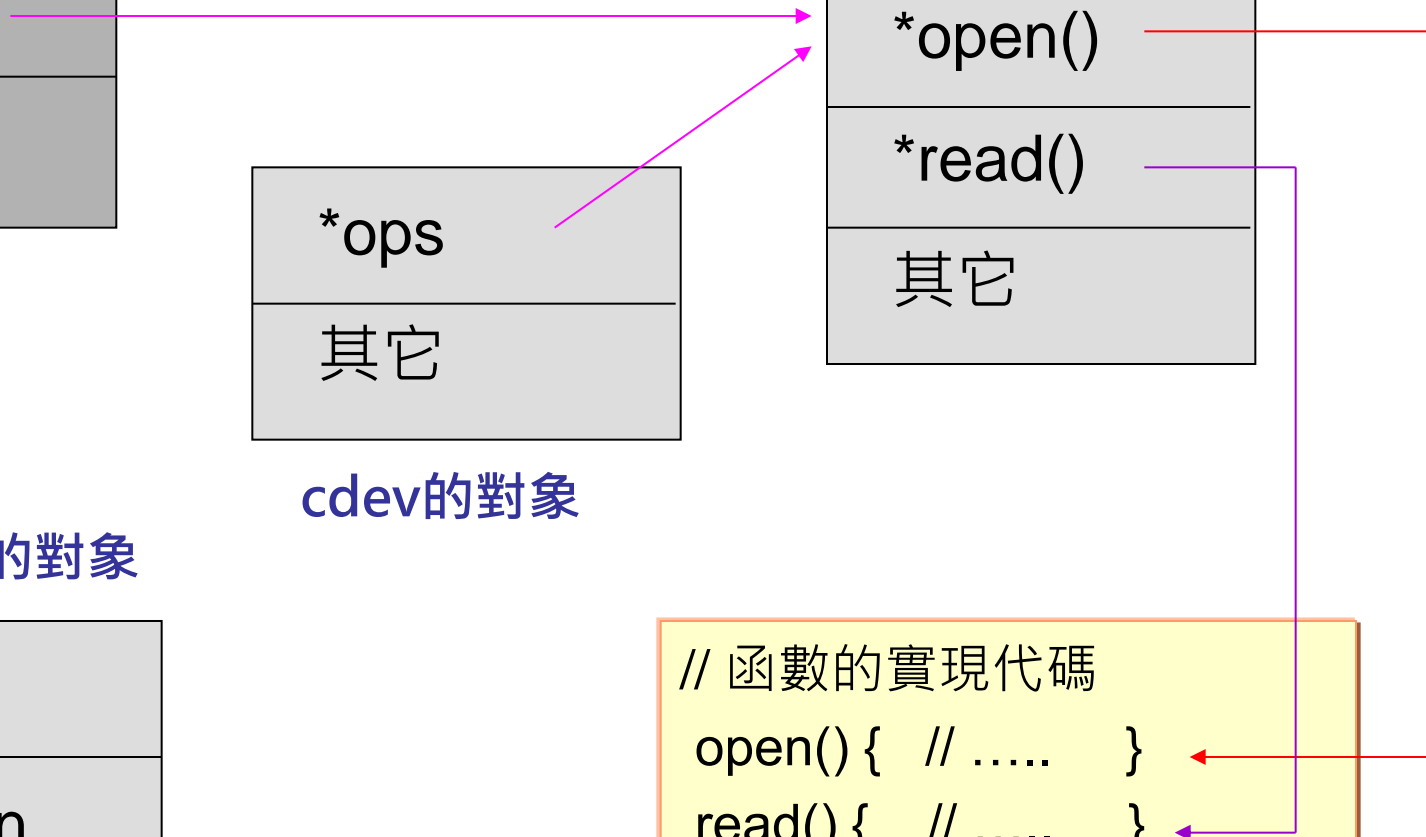 *open()
*read()
其它
*ops
其它
cdev的對象
的對象
// 函數的實現代碼
open() {   // …..     }
read() {    // …..     }
n